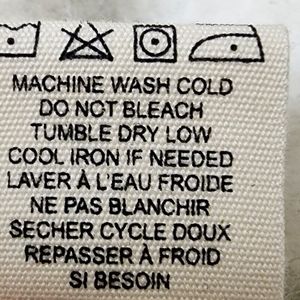 MACHINE WASH COLD
DO NOT BLEACH
TUMBLE DRY LOW
COOL IRON IF NEEDED
LAVER À L'EAU FROIDE
NE PAS BLANCHIR
SECHER CYCLE DOUX
REPASSER À FROID
SI BESOIN